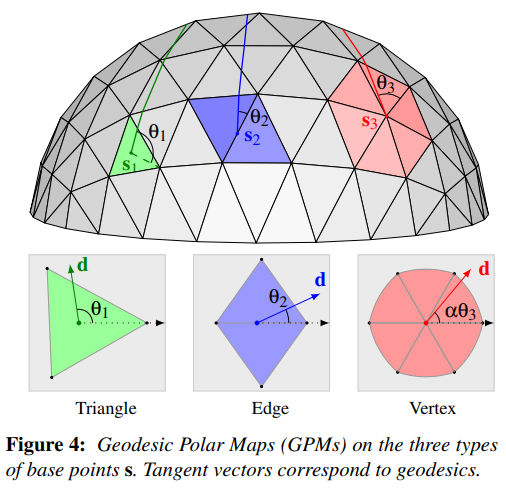 θ1
θ2
θ3
s1
s2
s3
d
θ1
d
θ2
d
αθ3
Triangle
Edge
Vertex
Figure 4: Geodesic Polar Maps (GPMs) on the three types
of base points s. Tangent vectors correspond to geodesics.